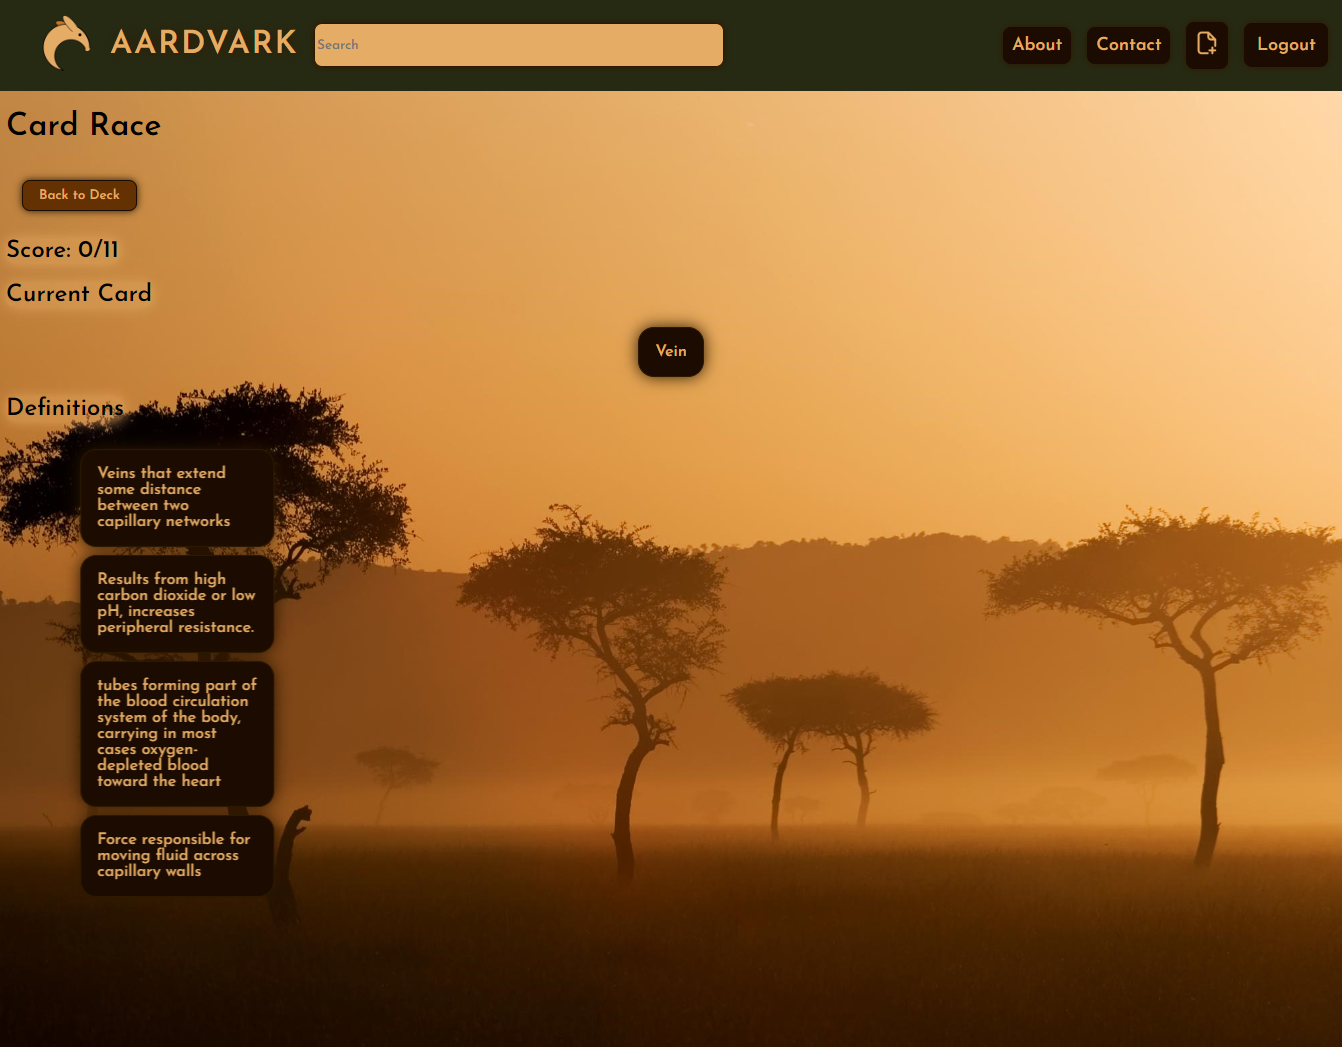 AARDVARK
Search
About
Contact
Logout
Card Race
Back to Deck
Score: 0/11
Current Card
Vein
Definitions
Veins that extend
some distance
between two
capillary networks
Results from high
carbon dioxide or low
pH, increases
peripheral resistance.
tubes forming part of
the blood circulation
system of the body,
carrying in most
cases oxygen-
depleted blood
toward the heart
Force responsible for
moving fluid across
capillary walls